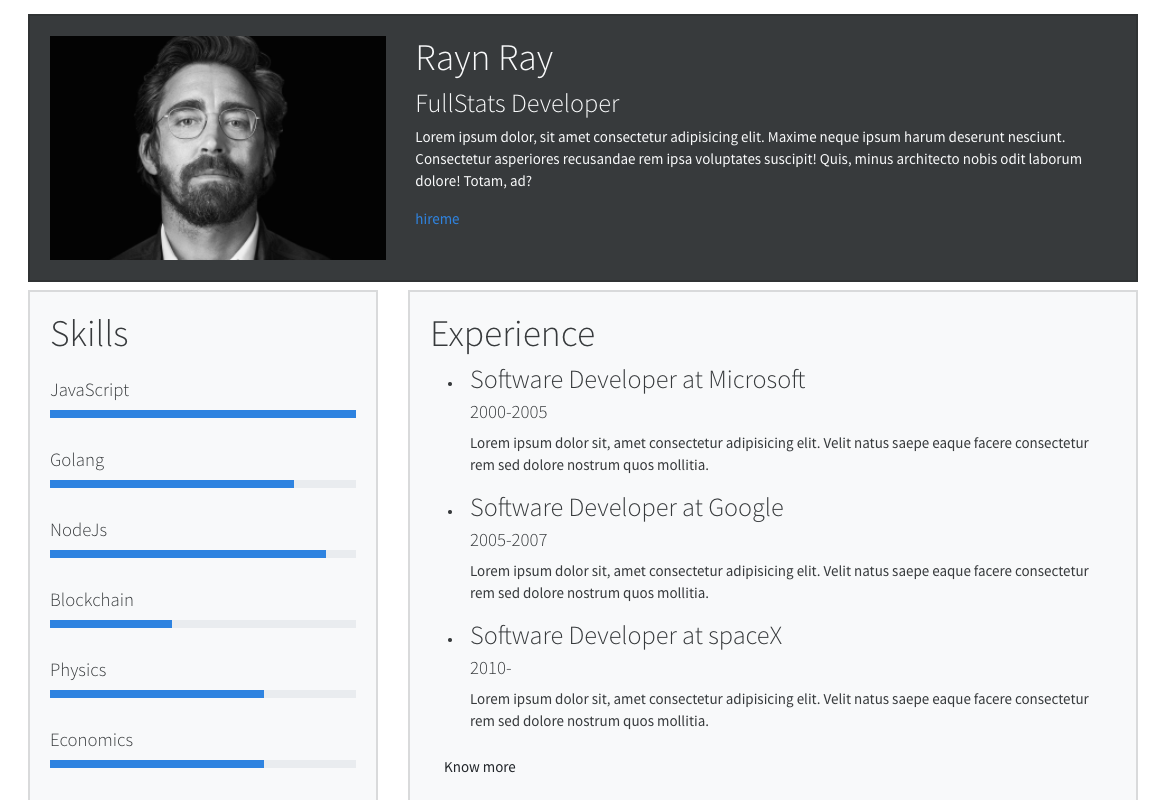 Rayn Ray
FullStats Developer
Lorem ipsum dolor, sit amet consectetur adipisicing elit. Maxime neque ipsum harum deserunt nesciunt.
Consectetur asperiores recusandae rem ipsa voluptates suscipit! Quis, minus architecto nobis odit laborum
dolore! Totam, ad?
hireme
Skills
JavaScript
Golang
NodeJs
Blockchain
Physics
Economics
Experience
Software Developer at Microsoft
2000-2005
Lorem ipsum dolor sit, amet consectetur adipisicing elit. Velit natus saepe eaque facere consectetur
rem sed dolore nostrum quos mollitia.
Software Developer at Google
2005-2007
Lorem ipsum dolor sit, amet consectetur adipisicing elit. Velit natus saepe eaque facere consectetur
rem sed dolore nostrum quos mollitia.
Software Developer at spaceX
2010-
Lorem ipsum dolor sit, amet consectetur adipisicing elit. Velit natus saepe eaque facere consectetur
rem sed dolore nostrum quos mollitia.
Know more